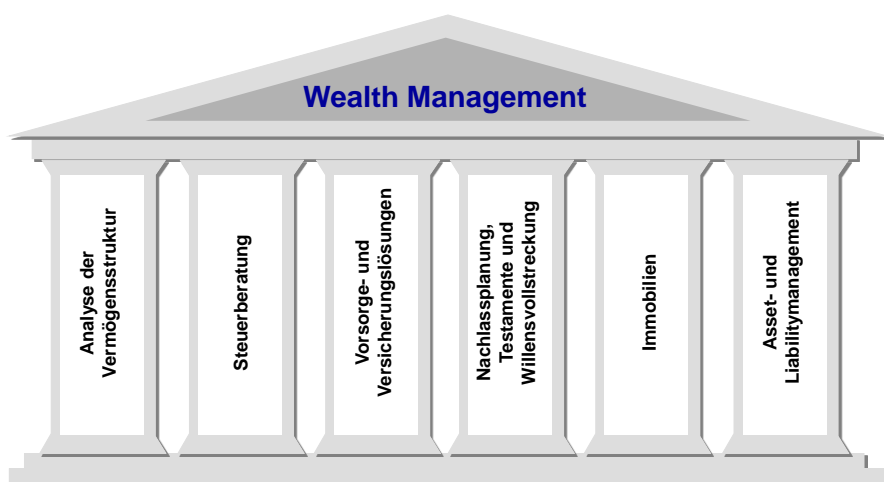 Wealth Management
Analyse der
Vermögensstruktur
Steuerberatung
Vorsorge- und
Versicherungslösungen
Nachlassplanung,
Testamente und
Willensvollstreckung
Immobilien
Asset- und
Liabilitymanagement